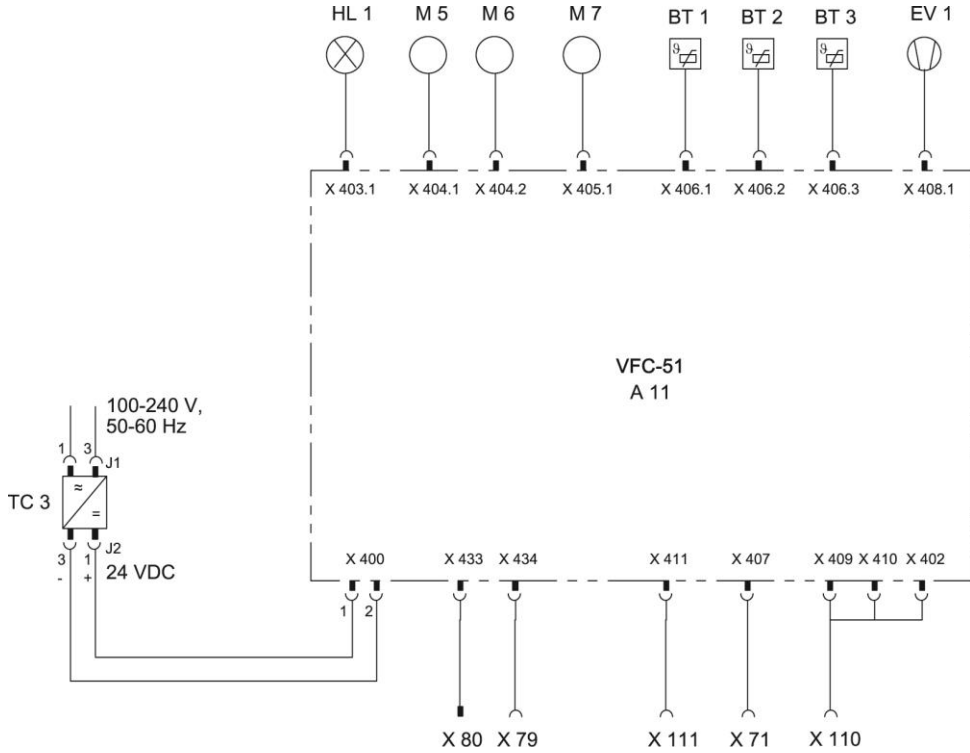 HL 1 M 5 M 6 M 7 BT 1 BT 2 BT 3 EV 1
ϑ ϑ ϑ
X 403.1 X 404.1 X 404.2 X 405.1 X 406.1 X 406.2 X 406.3 X 408.1
VFC-51
A 11
100-240 V,
50-60 Hz
1 3 J1
TC 3 ≈ =
3 1 J2
- + 24 VDC
X 400 X 433 X 434 X 411 X 407 X 409 X 410 X 402
1 2
X 80 X 79 X 111 X 71 X 110